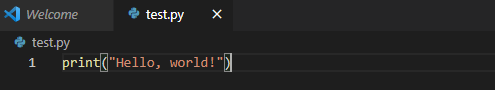 Welcome test.py ×
test.py
1 print("Hello, world!")